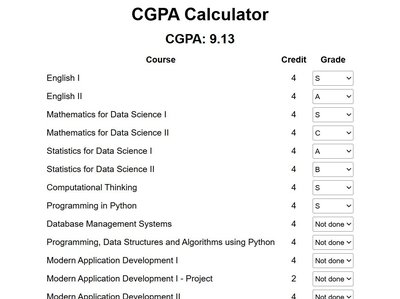 CGPA Calculator
CGPA: 9.13
Course Credit Grade
English I 4 S
English II 4 A
Mathematics for Data Science I 4 S
Mathematics for Data Science II 4 C
Statistics for Data Science I 4 A
Statistics for Data Science II 4 B
Computational Thinking 4 S
Programming in Python 4 S
Database Management Systems 4 Not done
Programming, Data Structures and Algorithms using Python 4 Not done
Modern Application Development I 4 Not done
Modern Application Development I - Project 2 Not done
Modern Application Development II 4 Not done